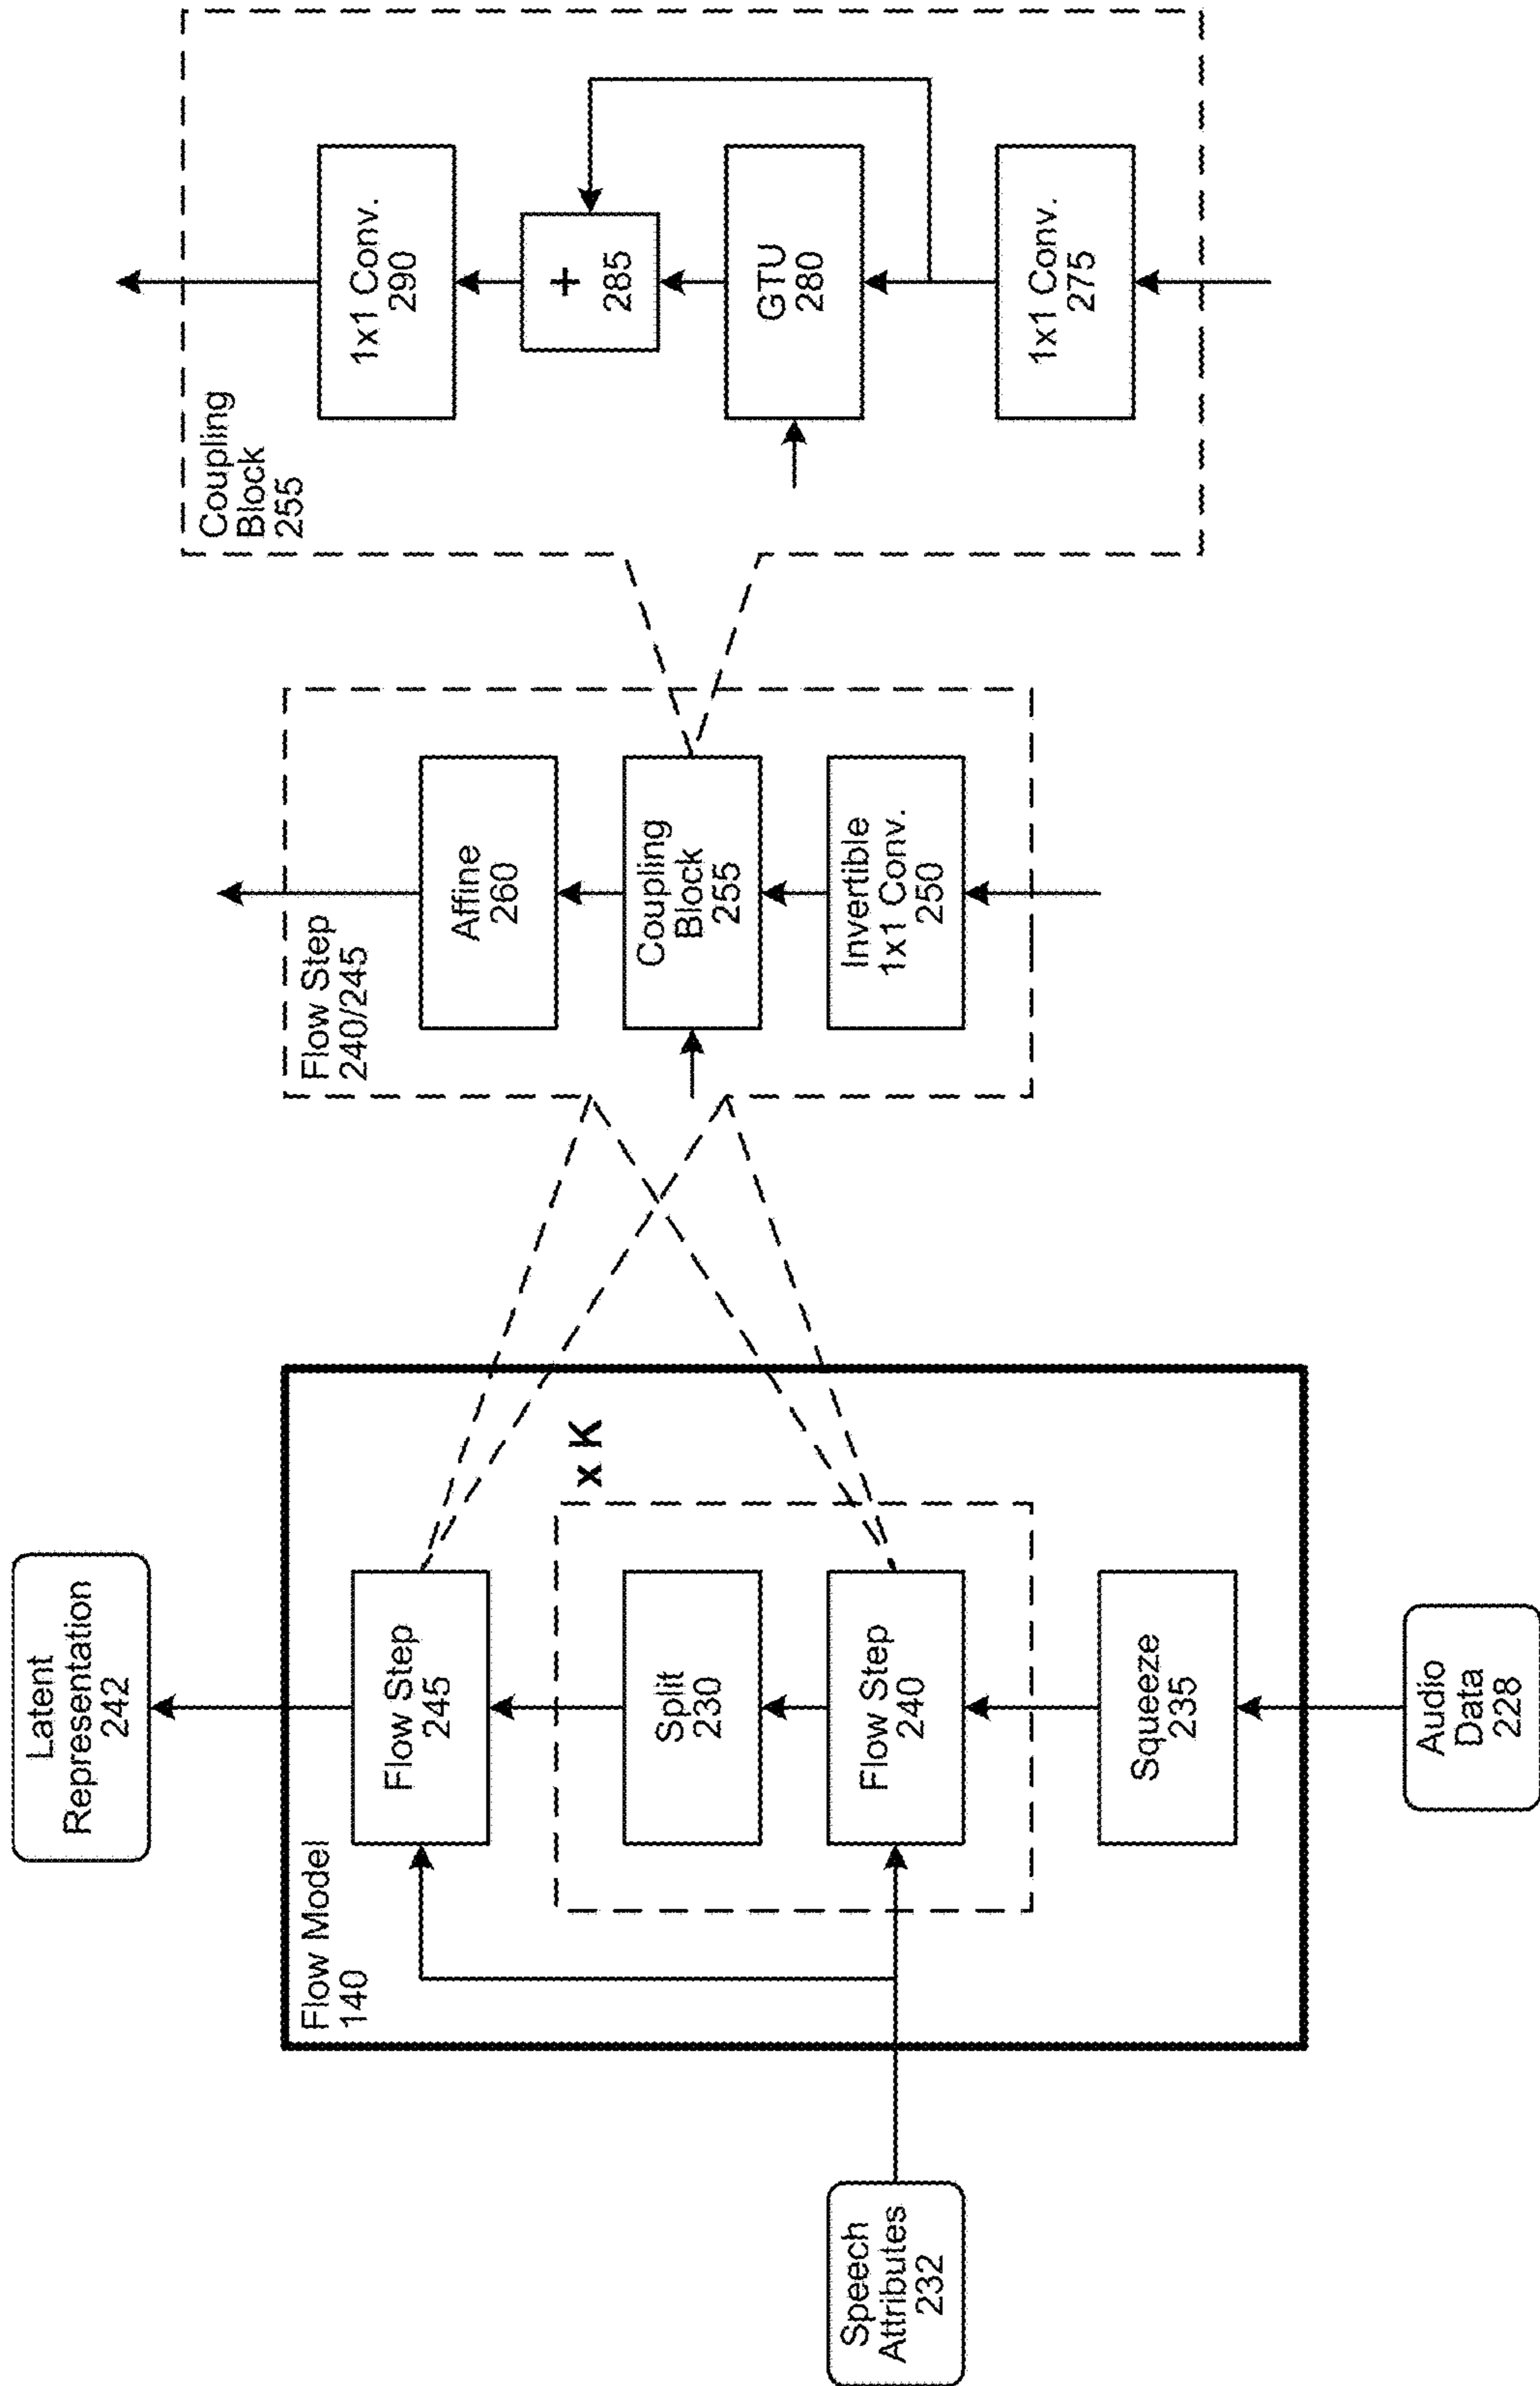 Latent
Representation
242
Flow Model
140
Flow Step
245
x K
Split
230
Flow Step
240
Squeeze
235
Speech
Attributes
232
Audio
Data
228
Flow Step
240/245
Affine
260
Coupling
Block
255
Invertible
1x1 Conv.
250
Coupling
Block
255
1x1 Conv.
290
+
285
GTU
280
1x1 Conv.
275